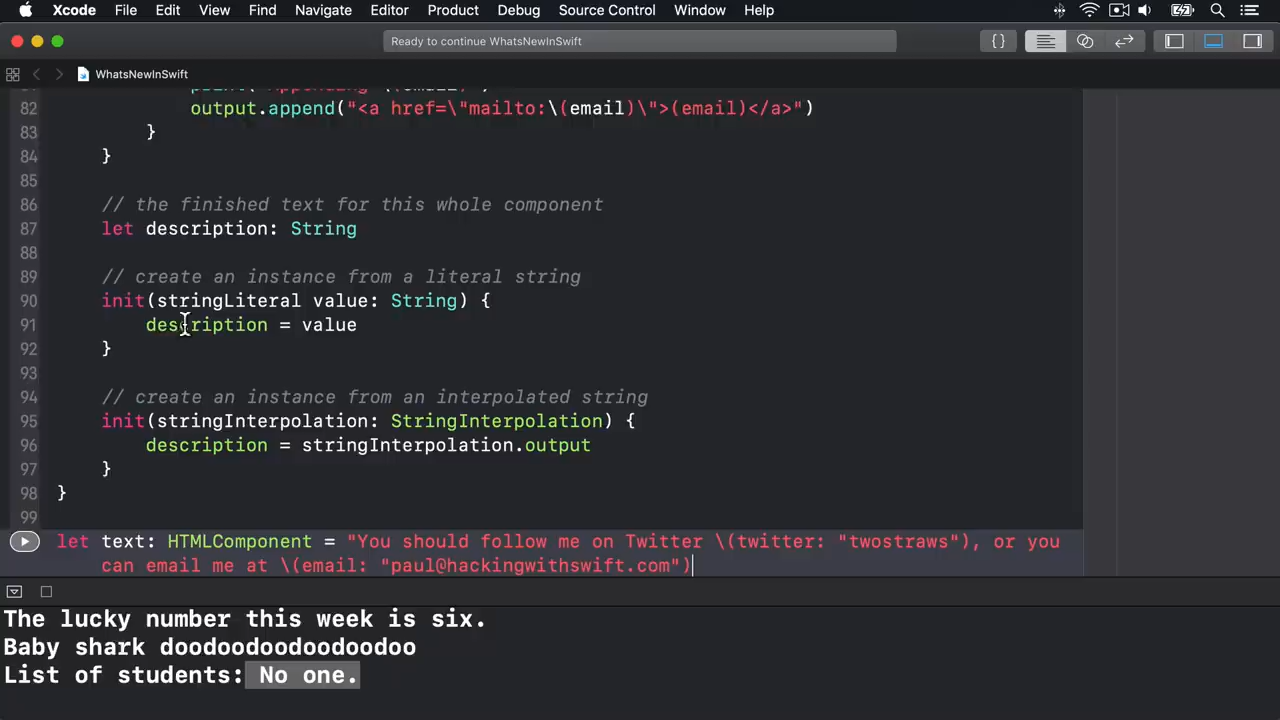 Xcode File Edit View Find Navigate Editor Product Debug Source Control Window Help
Ready to continue WhatsNewInSwift
WhatsNewInSwift
82 output.append("<a href=\"mailto:\(email)\">(email)</a>")
83 }
84 }
85
86 // the finished text for this whole component
87 let description: String
88
89 // create an instance from a literal string
90 init(stringLiteral value: String) {
91 description = value
92 }
93
94 // create an instance from an interpolated string
95 init(stringInterpolation: StringInterpolation) {
96 description = stringInterpolation.output
97 }
98 }
99
let text: HTMLComponent = "You should follow me on Twitter \(twitter: "twostraws"), or you
can email me at \(email: "paul@hackingwithswift.com")
The lucky number this week is six.
Baby shark doodoodoodoodoodoo
List of students: No one.